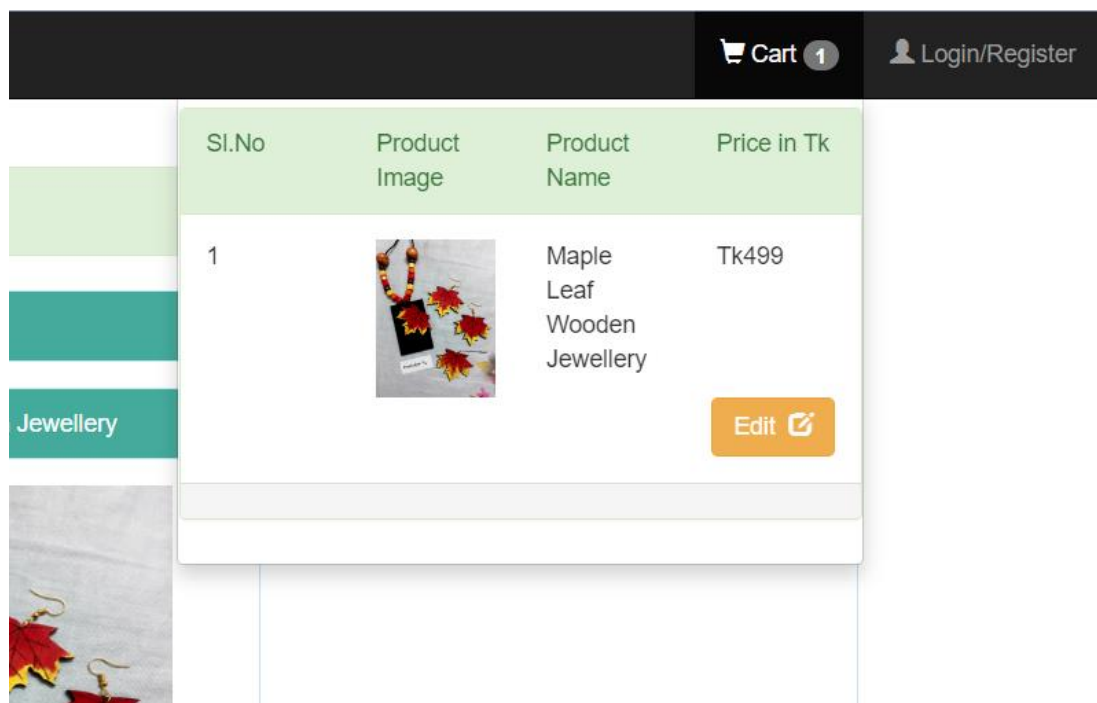 Cart 1 Login/Register
Sl.No Product Image Product Name Price in Tk
1 Maple Leaf Wooden Jewellery Tk499
Edit
Jewellery